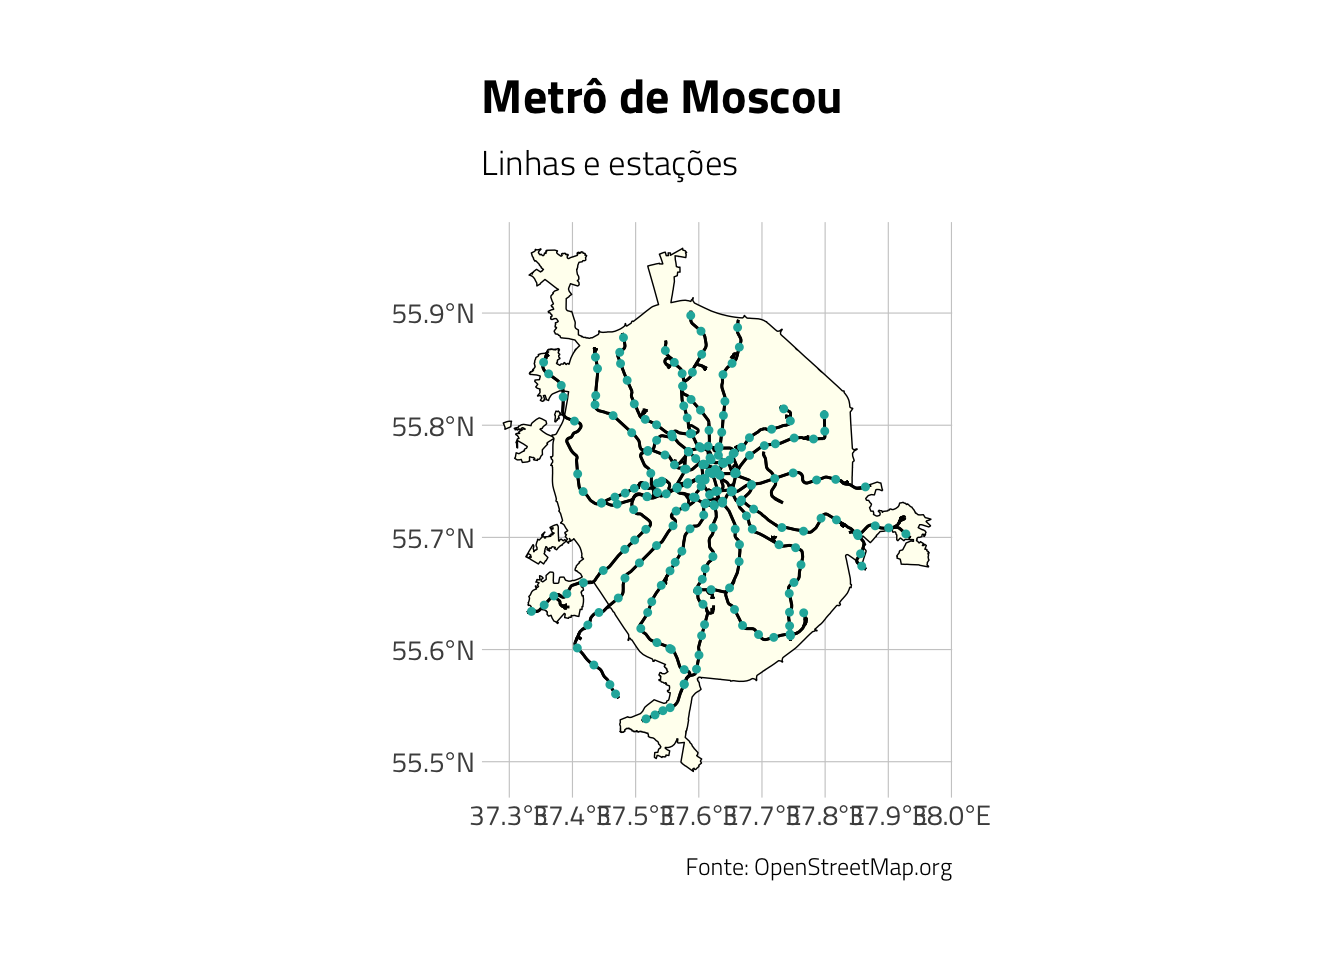 Metrô de Moscou
Linhas e estações
55.9°N
55.8°N
55.7°N
55.6°N
55.5°N
37.3°E 37.4°E 37.5°E 37.6°E 37.7°E 37.8°E 37.9°E 38.0°E
Fonte: OpenStreetMap.org